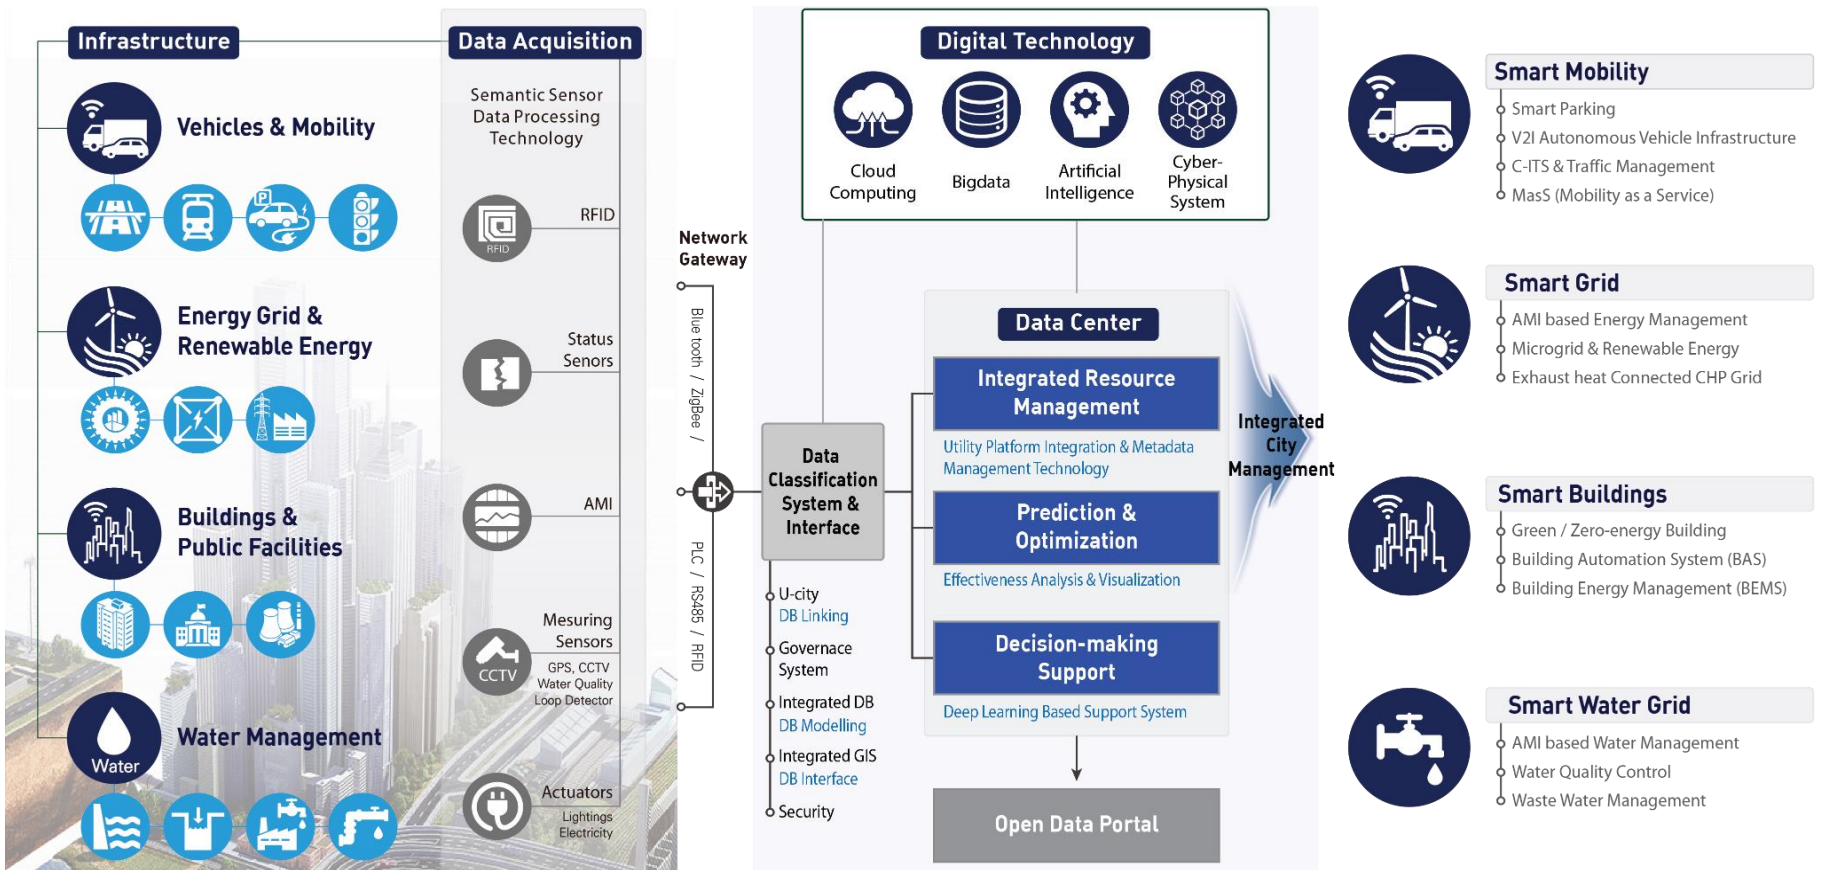 Infrastructure
Vehicles & Mobility
P
Energy Grid &
Renewable Energy
Buildings &
Public Facilities
Water
Water Management
Data Acquisition
Semantic Sensor
Data Processing
Technology
RFID
RFID
Status
Senors
AMI
Mesuring
Sensors
CCTV
GPS, CCTV
Water Quality
Loop Detector
Actuators
Lightings
Electricity
Network
Gateway
Blue tooth / ZigBee /
PLC / RS485 / RFID
Digital Technology
Cloud
Computing
Bigdata
Artificial
Intelligence
Cyber-
Physical
System
Data
Classification
System &
Interface
U-city
DB Linking
Governace
System
Integrated DB
DB Modelling
Integrated GIS
DB Interface
Security
Data Center
Integrated Resource
Management
Utility Platform Integration & Metadata
Management Technology
Prediction &
Optimization
Effectiveness Analysis & Visualization
Decision-making
Support
Deep Learning Based Support System
Open Data Portal
Integrated
City
Management
Smart Mobility
Smart Parking
V2I Autonomous Vehicle Infrastructure
C-ITS & Traffic Management
MasS (Mobility as a Service)
Smart Grid
AMI based Energy Management
Microgrid & Renewable Energy
Exhaust heat Connected CHP Grid
Smart Buildings
Green / Zero-energy Building
Building Automation System (BAS)
Building Energy Management (BEMS)
Smart Water Grid
AMI based Water Management
Water Quality Control
Waste Water Management